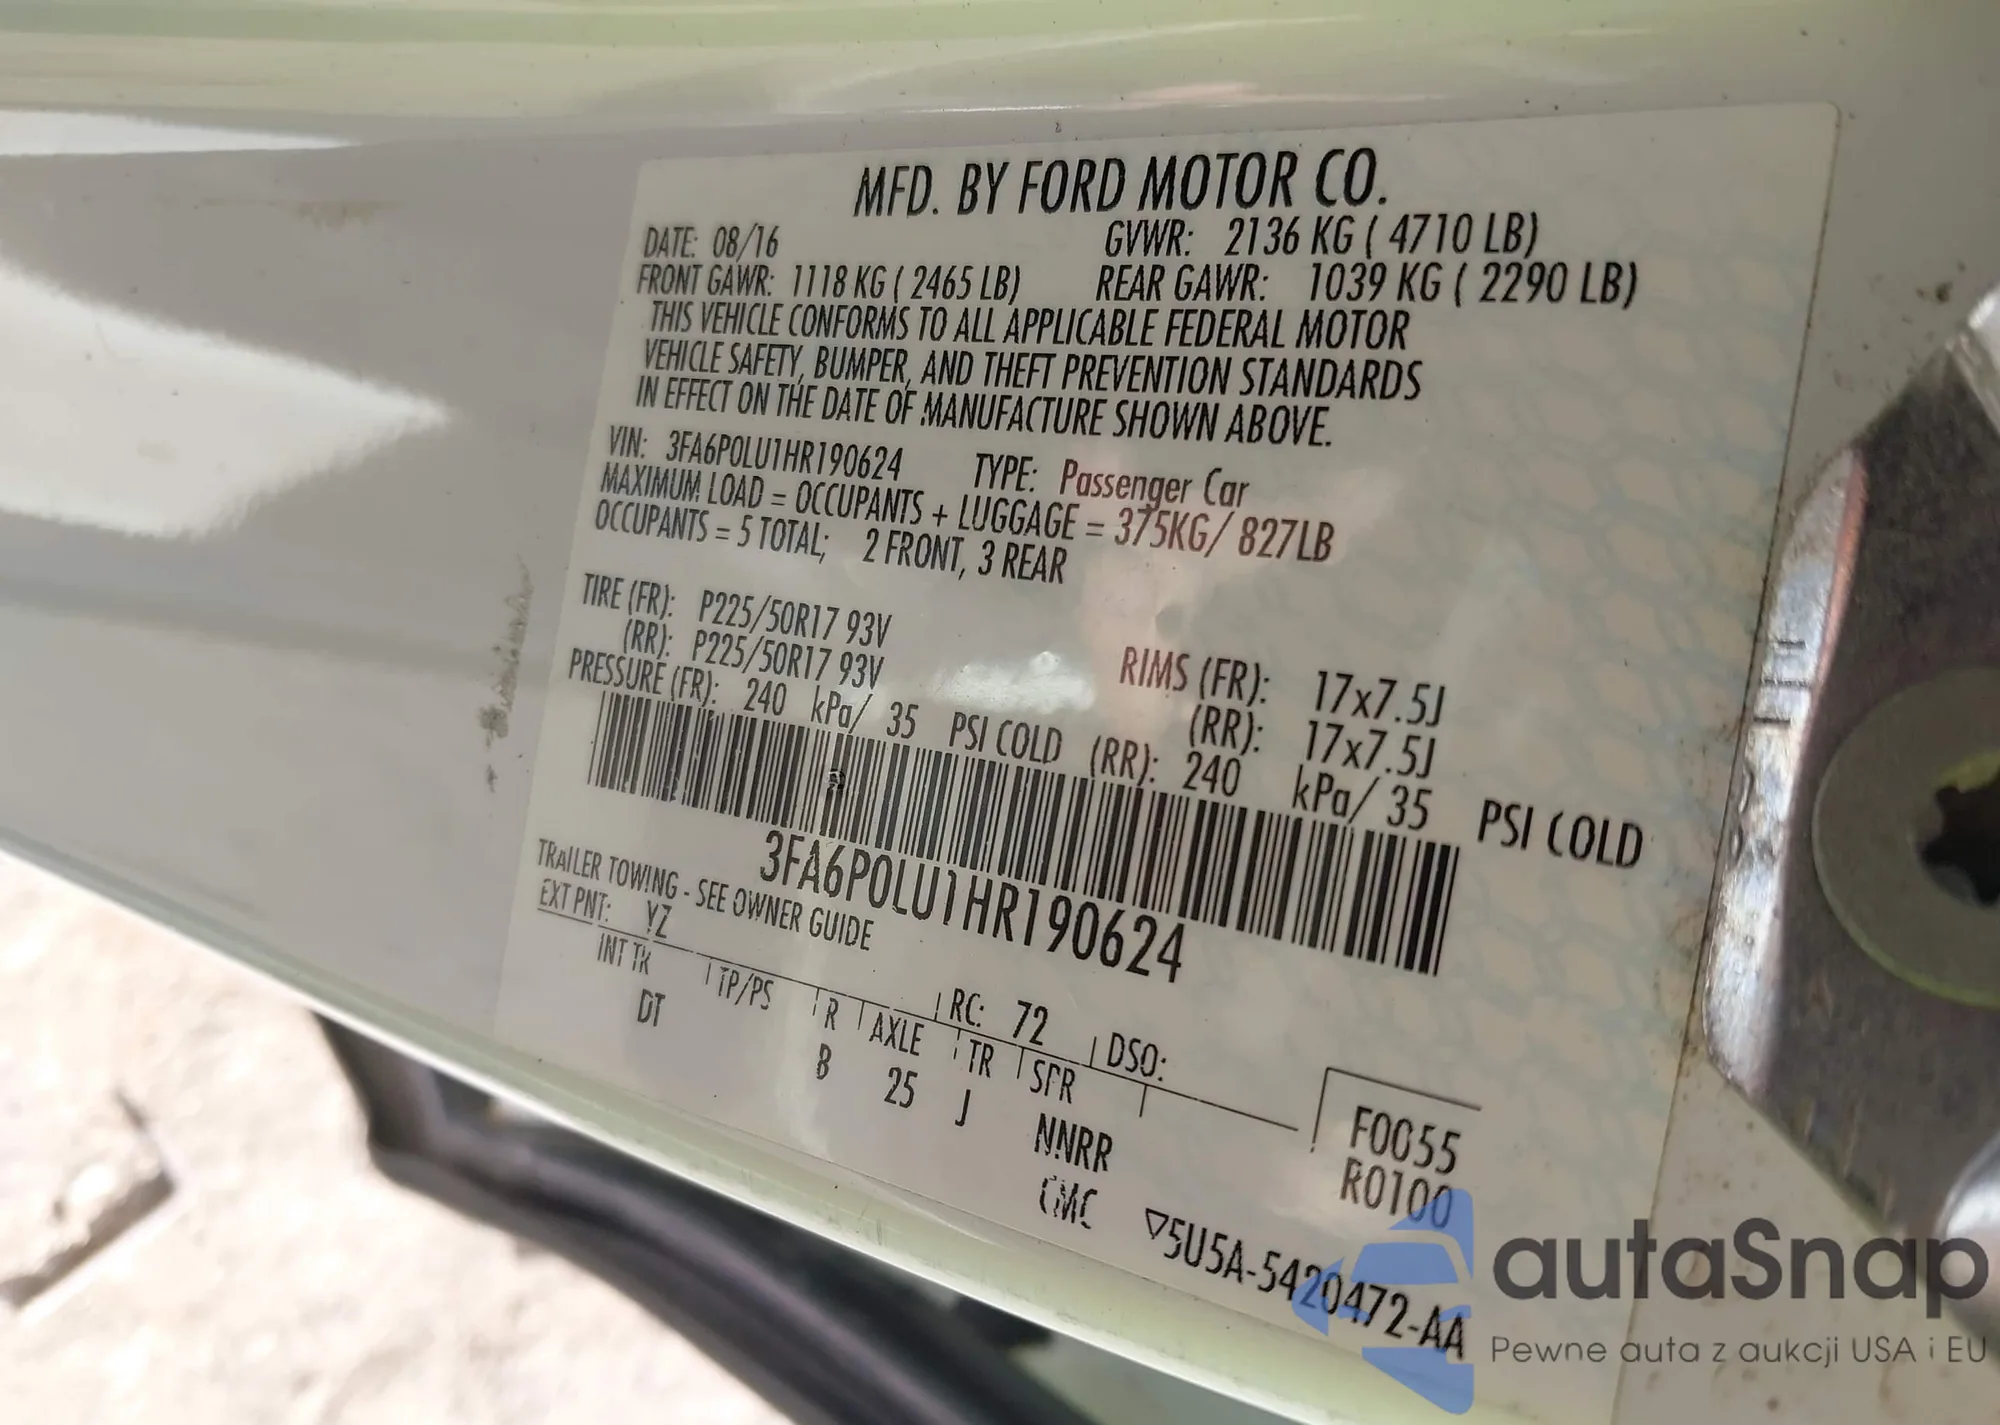 MFD. BY FORD MOTOR CO.
DATE: 08/16 GVWR: 2136 KG ( 4710 LB)
FRONT GAWR: 1118 KG ( 2465 LB) REAR GAWR: 1039 KG ( 2290 LB)
THIS VEHICLE CONFORMS TO ALL APPLICABLE FEDERAL MOTOR
VEHICLE SAFETY, BUMPER, AND THEFT PREVENTION STANDARDS
IN EFFECT ON THE DATE OF MANUFACTURE SHOWN ABOVE.
VIN: 3FA6P0LU1HR190624 TYPE: Passenger Car
MAXIMUM LOAD = OCCUPANTS + LUGGAGE = 375KG/ 827LB
OCCUPANTS = 5 TOTAL; 2 FRONT, 3 REAR
TIRE (FR): P225/50R17 93V RIMS (FR): 17x7.5J
(RR): P225/50R17 93V (RR): 17x7.5J
PRESSURE (FR): 240 kPa/ 35 PSI COLD (RR): 240 kPa/ 35 PSI COLD
3FA6P0LU1HR190624
TRAILER TOWING - SEE OWNER GUIDE
EXT PNT: YZ RC: 72 DSO:
INT TR TP/PS R AXLE TR SPR
DT B 25 J NNRR
CMC
F0055
R0100
▽5U5A-5420472-AA
autaSnap
Pewne auta z aukcji USA i EU